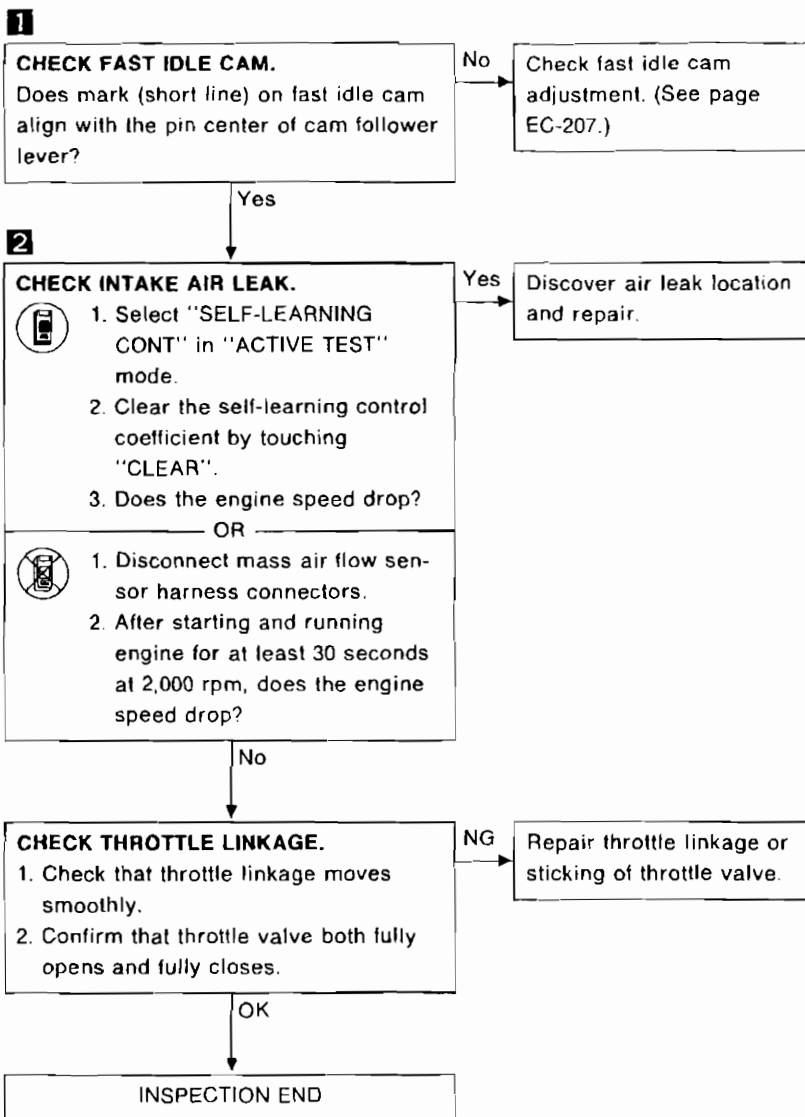 1
CHECK FAST IDLE CAM.
Does mark (short line) on fast idle cam
align with the pin center of cam follower
lever?
No
Check fast idle cam
adjustment. (See page
EC-207.)
Yes
2
CHECK INTAKE AIR LEAK.
1. Select "SELF-LEARNING
CONT" in "ACTIVE TEST"
mode.
2. Clear the self-learning control
coefficient by touching
"CLEAR".
3. Does the engine speed drop?
OR
1. Disconnect mass air flow sen-
sor harness connectors.
2. After starting and running
engine for at least 30 seconds
at 2,000 rpm, does the engine
speed drop?
Yes
Discover air leak location
and repair.
No
CHECK THROTTLE LINKAGE.
1. Check that throttle linkage moves
smoothly.
2. Confirm that throttle valve both fully
opens and fully closes.
NG
Repair throttle linkage or
sticking of throttle valve.
OK
INSPECTION END